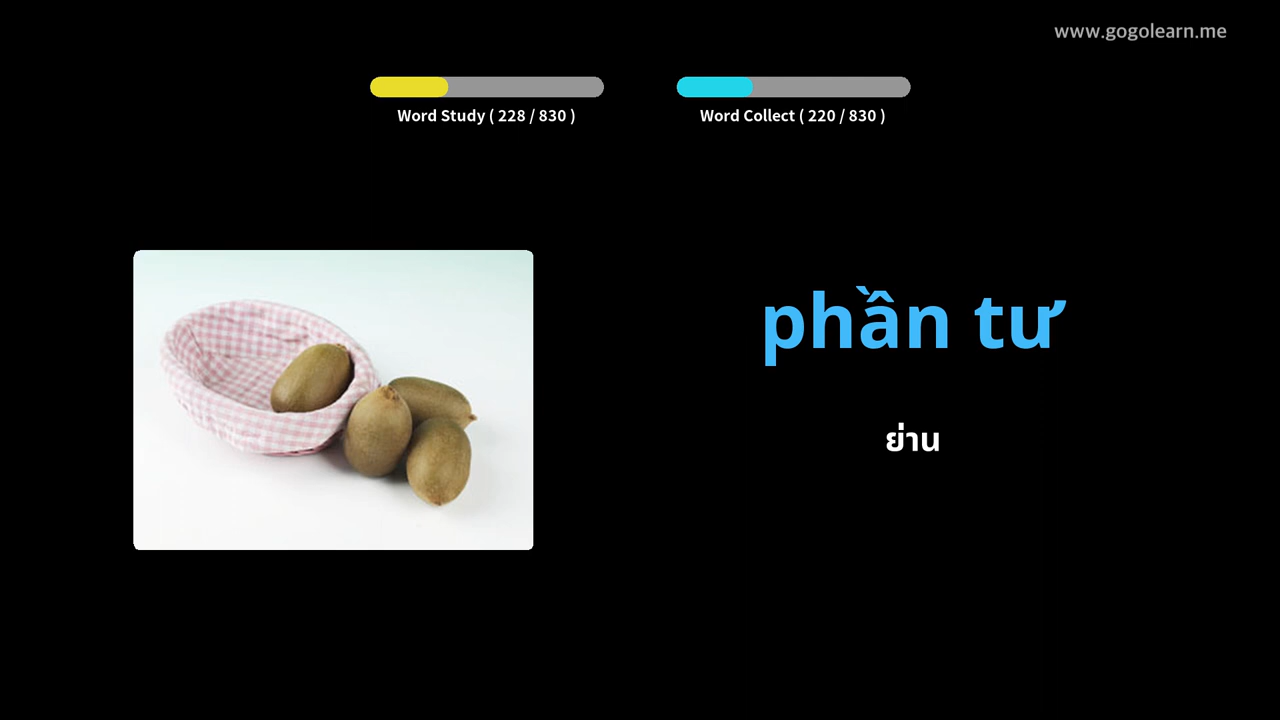 www.gogolearn.me
Word Study ( 228 / 830 )
Word Collect ( 220 / 830 )
phần tư
ย่าน